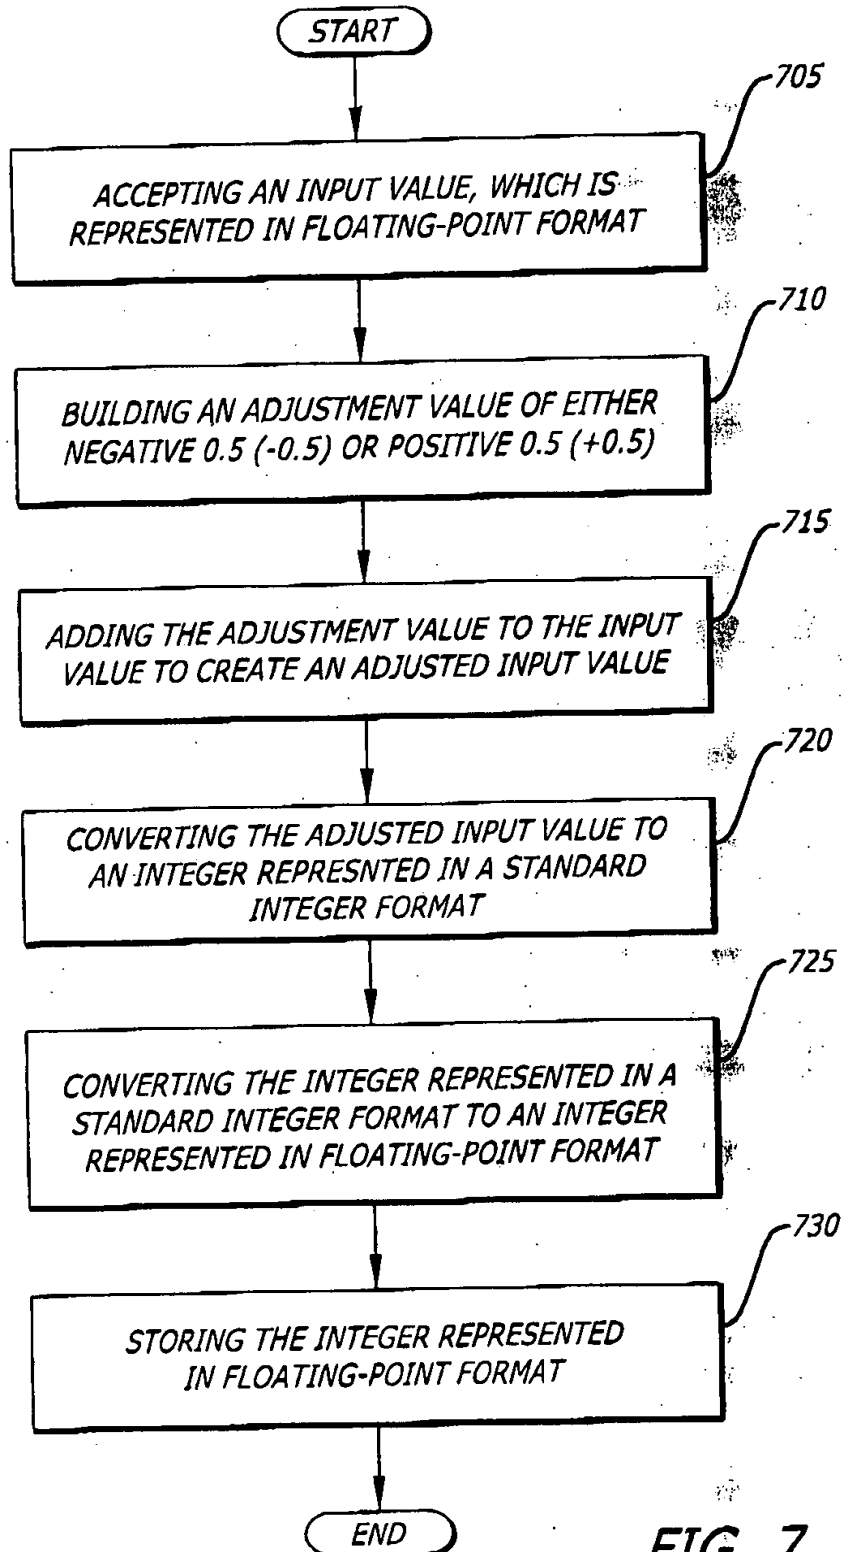 START
705
ACCEPTING AN INPUT VALUE, WHICH IS
REPRESENTED IN FLOATING-POINT FORMAT
710
BUILDING AN ADJUSTMENT VALUE OF EITHER
NEGATIVE 0.5 (-0.5) OR POSITIVE 0.5 (+0.5)
715
ADDING THE ADJUSTMENT VALUE TO THE INPUT
VALUE TO CREATE AN ADJUSTED INPUT VALUE
720
CONVERTING THE ADJUSTED INPUT VALUE TO
AN INTEGER REPRESNTED IN A STANDARD
INTEGER FORMAT
725
CONVERTING THE INTEGER REPRESENTED IN A
STANDARD INTEGER FORMAT TO AN INTEGER
REPRESENTED IN FLOATING-POINT FORMAT
730
STORING THE INTEGER REPRESENTED
IN FLOATING-POINT FORMAT
END
FIG. 7